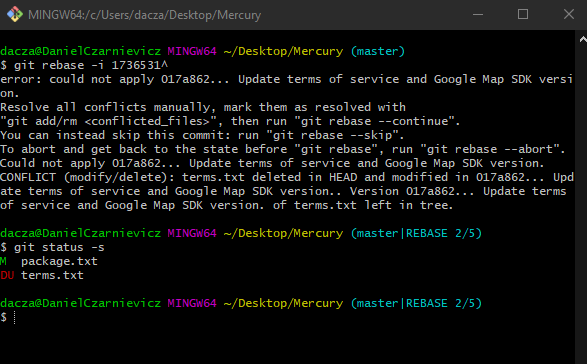 MINGW64:/c/Users/dacza/Desktop/Mercury
dacza@DanielCzarnievicz MINGW64 ~/Desktop/Mercury (master)
$ git rebase -i 1736531^
error: could not apply 017a862... Update terms of service and Google Map SDK versi
on.
Resolve all conflicts manually, mark them as resolved with
"git add/rm <conflicted_files>", then run "git rebase --continue".
You can instead skip this commit: run "git rebase --skip".
To abort and get back to the state before "git rebase", run "git rebase --abort".
Could not apply 017a862... Update terms of service and Google Map SDK version.
CONFLICT (modify/delete): terms.txt deleted in HEAD and modified in 017a862... Upd
ate terms of service and Google Map SDK version.. Version 017a862... Update terms
of service and Google Map SDK version. of terms.txt left in tree.
dacza@DanielCzarnievicz MINGW64 ~/Desktop/Mercury (master|REBASE 2/5)
$ git status -s
M  package.txt
DU terms.txt
dacza@DanielCzarnievicz MINGW64 ~/Desktop/Mercury (master|REBASE 2/5)
$